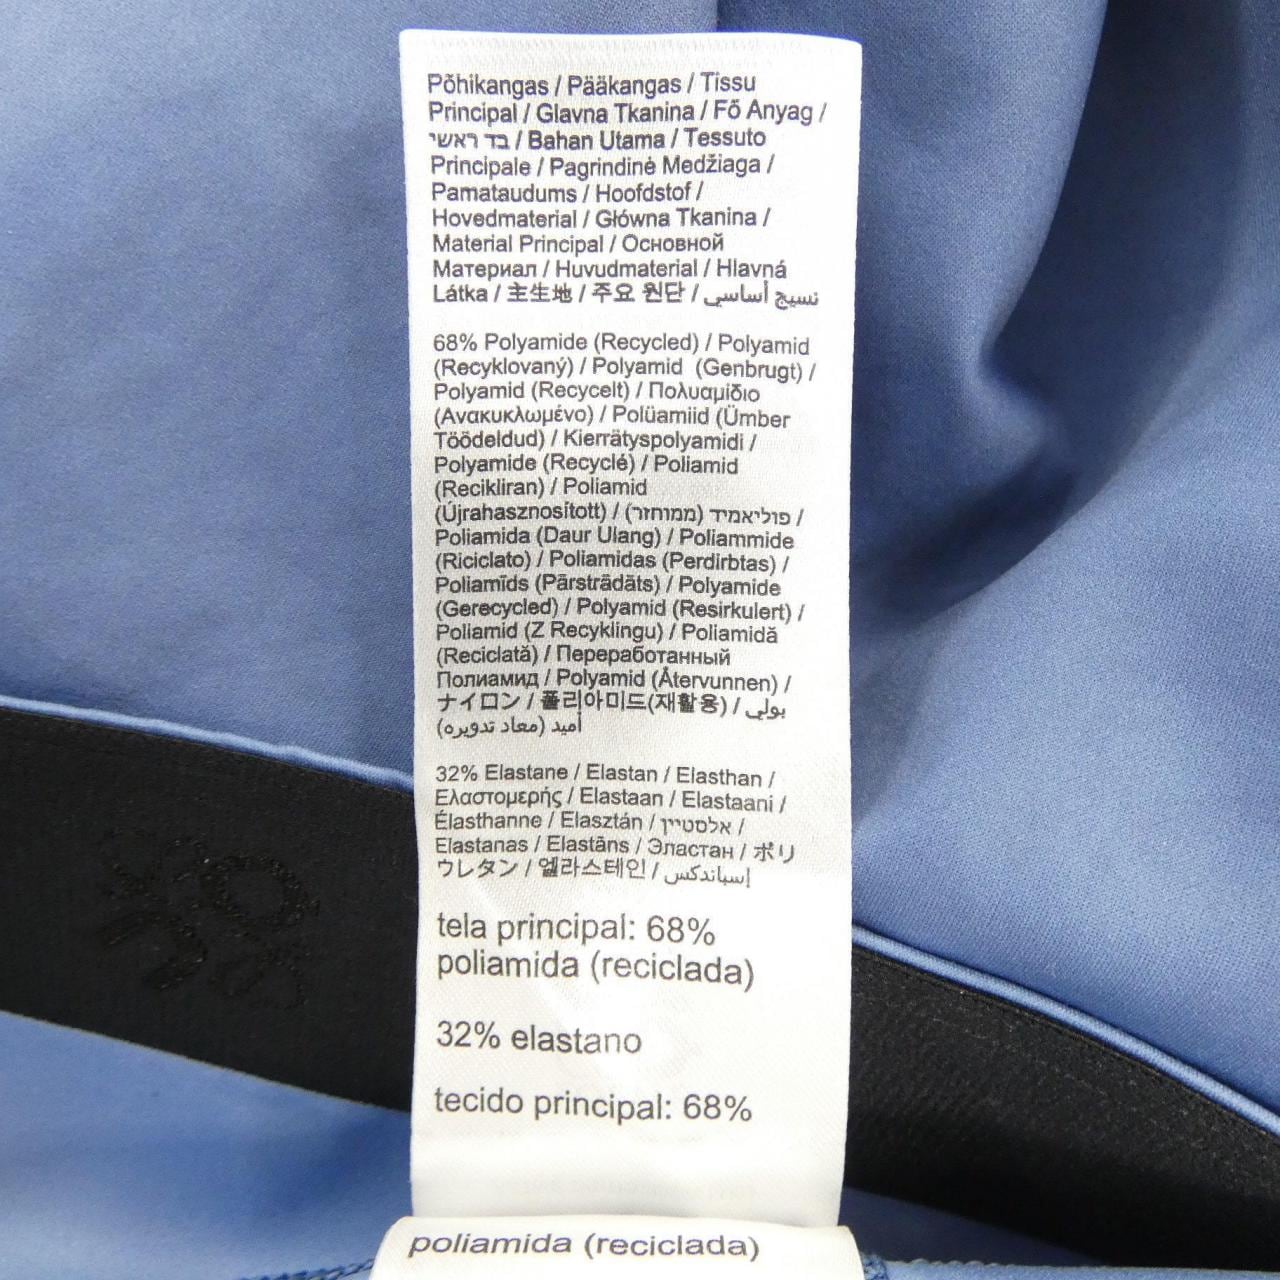 Põhikangas / Pääkangas / Tissu
Principal / Glavna Tkanina / Fő Anyag /
בד ראשי / Bahan Utama / Tessuto
Principale / Pagrindinė Medžiaga /
Pamataudums / Hoofdstof /
Hovedmaterial / Główna Tkanina /
Material Principal / Основной
Материал / Huvudmaterial / Hlavná
Látka / 主生地 / 주요 원단 / نسيج أساسي
68% Polyamide (Recycled) / Polyamid
(Recyklovaný) / Polyamid (Genbrugt) /
Polyamid (Recycelt) / Πολυαμίδιο
(Ανακυκλωμένο) / Polüamiid (Ümber
Töödeldud) / Kierrätyspolyamidi /
Polyamide (Recyclé) / Poliamid
(Recikliran) / Poliamid
(Újrahasznosított) / פוליאמיד (ממוחזר) /
Poliamida (Daur Ulang) / Poliammide
(Riciclato) / Poliamidas (Perdirbtas) /
Poliamīds (Pārstrādāts) / Polyamide
(Gerecycled) / Polyamid (Resirkulert) /
Poliamid (Z Recyklingu) / Poliamidă
(Reciclată) / Переработанный
Полиамид / Polyamid (Återvunnen) /
ナイロン / 폴리아미드(재활용) / بولي
أميد (معاد تدويره)
32% Elastane / Elastan / Elasthan /
Ελαστομερής / Elastaan / Elastaani /
Élasthanne / Elasztán / אלסטיין /
Elastanas / Elastāns / Эластан / ポリ
ウレタン / 엘라스테인 / إسباندكس
tela principal: 68%
poliamida (reciclada)
32% elastano
tecido principal: 68%
poliamida (reciclada)